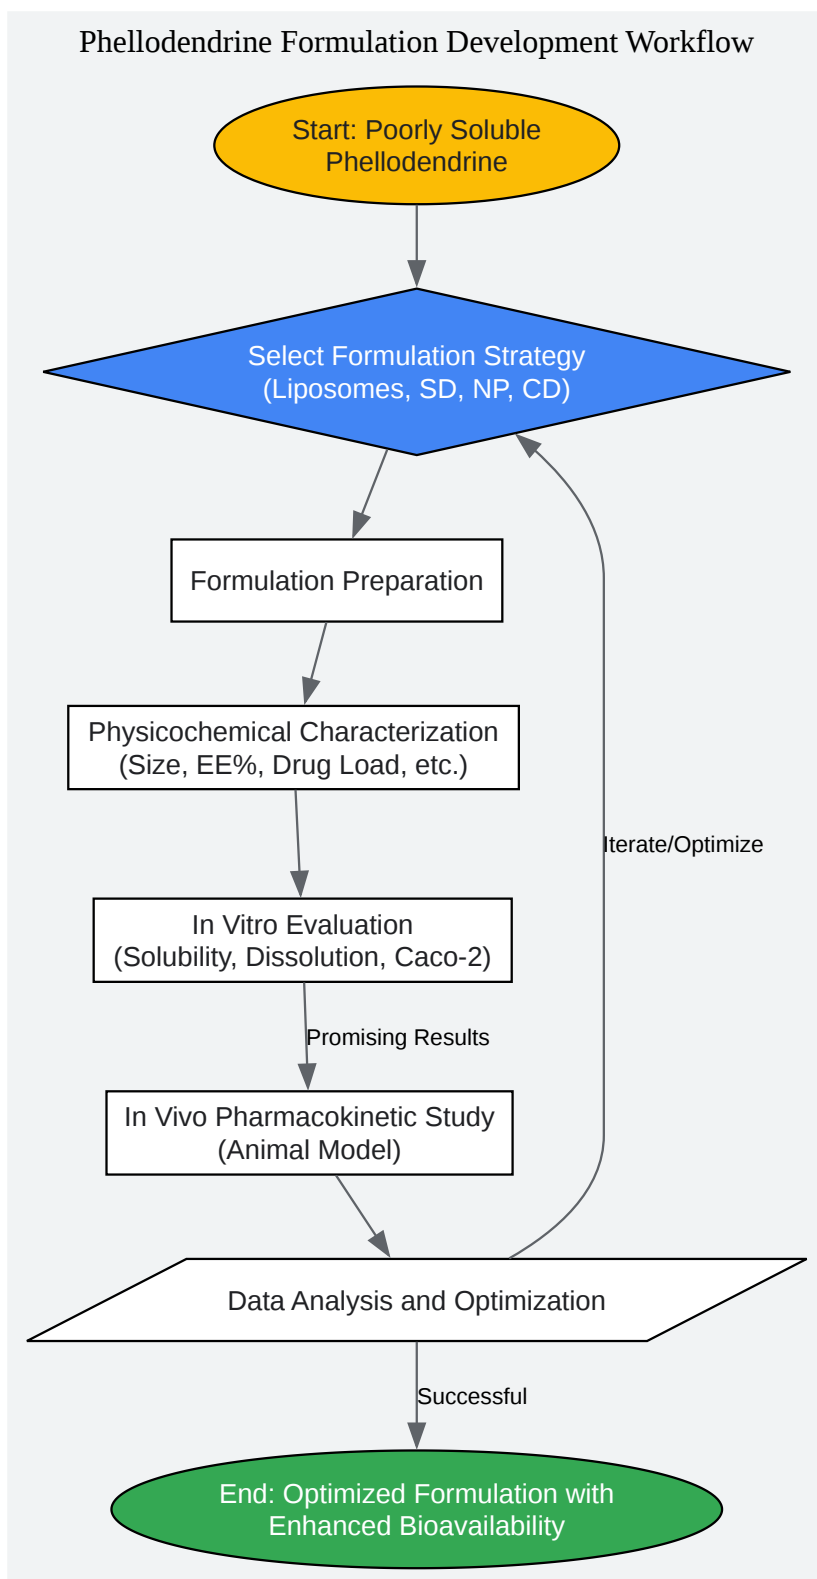 Phellodendrine Formulation Development Workflow
Start: Poorly Soluble
Phellodendrine
Select Formulation Strategy
(Liposomes, SD, NP, CD)
Formulation Preparation
Physicochemical Characterization
(Size, EE%, Drug Load, etc.)
Iterate/Optimize
In Vitro Evaluation
(Solubility, Dissolution, Caco-2)
Promising Results
In Vivo Pharmacokinetic Study
(Animal Model)
Data Analysis and Optimization
Successful
End: Optimized Formulation with
Enhanced Bioavailability